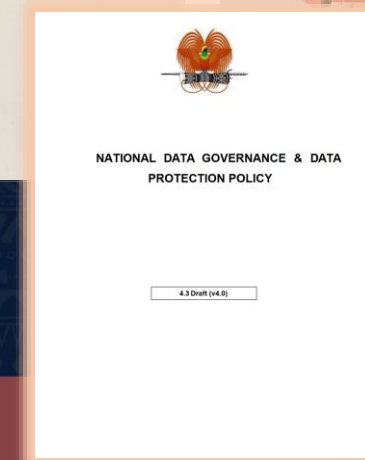 NATIONAL DATA GOVERNANCE & DATA
PROTECTION POLICY
4.3 Draft (v4.0)